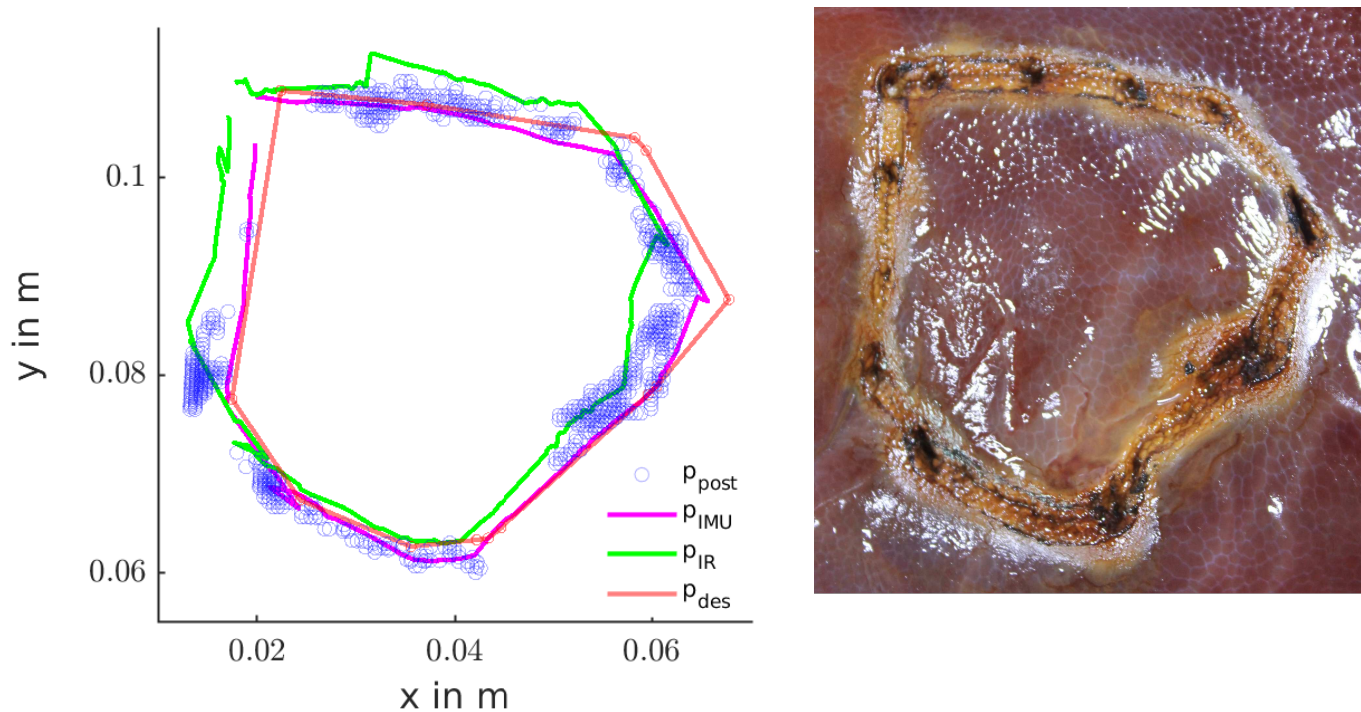 y in m
0.1
0.08
0.06
0.02
0.04
0.06
x in m
p_post
p_IMU
p_IR
p_des